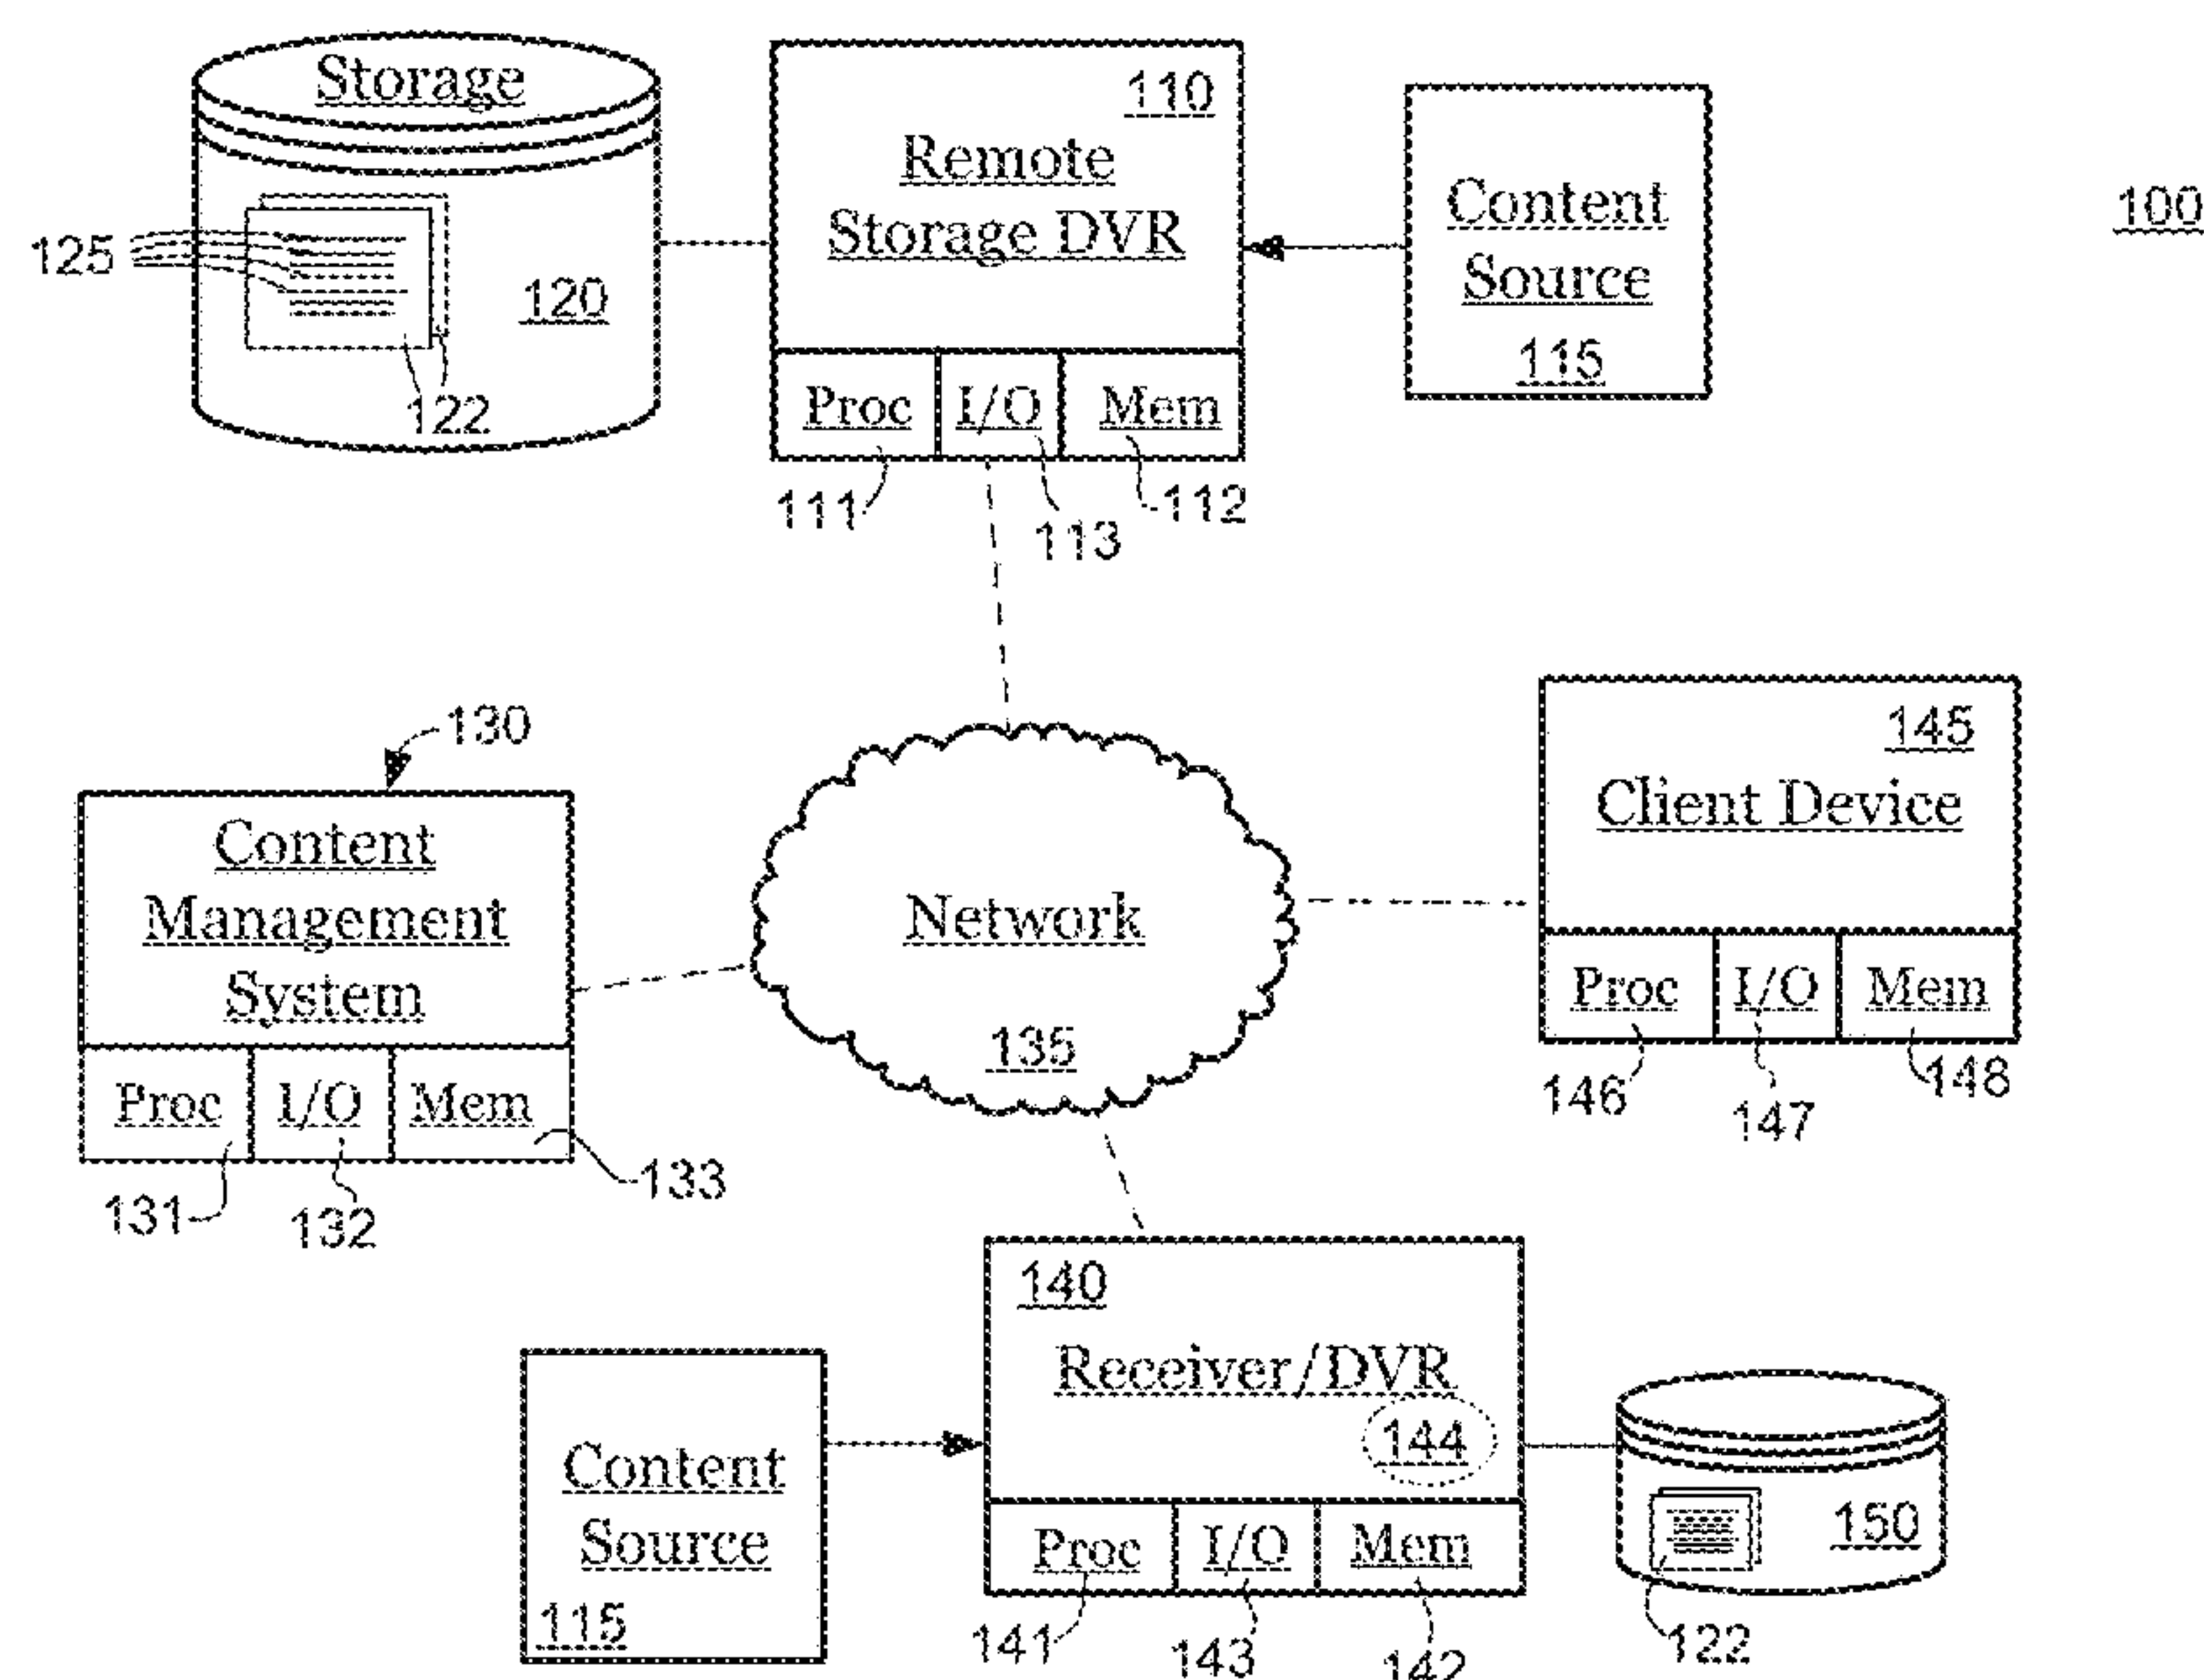 Storage
110
Remote
Storage DVR
Content
Source
115
100
125
120
122
Proc
I/O
Mem
111
113
112
130
Content
Management
System
Proc
I/O
Mem
131
132
133
Network
135
145
Client Device
Proc
I/O
Mem
146
147
148
140
Receiver/DVR
144
Proc
I/O
Mem
141
143
142
Content
Source
115
150
122